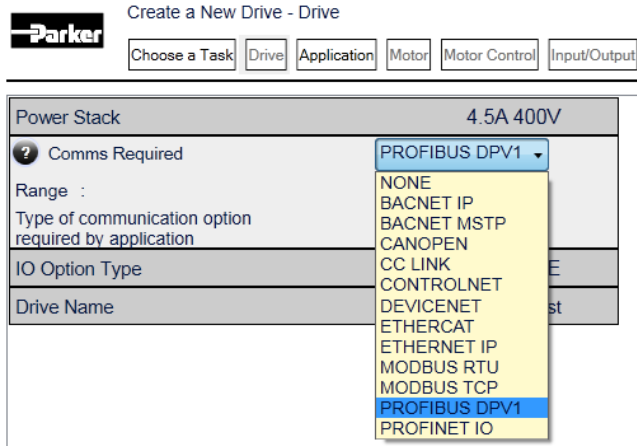 Create a New Drive - Drive
Parker
Choose a Task Drive Application Motor Motor Control Input/Output
Power Stack 4.5A 400V
? Comms Required PROFIBUS DPV1
Range :
Type of communication option
required by application
IO Option Type E
Drive Name st
NONE
BACNET IP
BACNET MSTP
CANOPEN
CC LINK
CONTROLNET
DEVICENET
ETHERCAT
ETHERNET IP
MODBUS RTU
MODBUS TCP
PROFIBUS DPV1
PROFINET IO